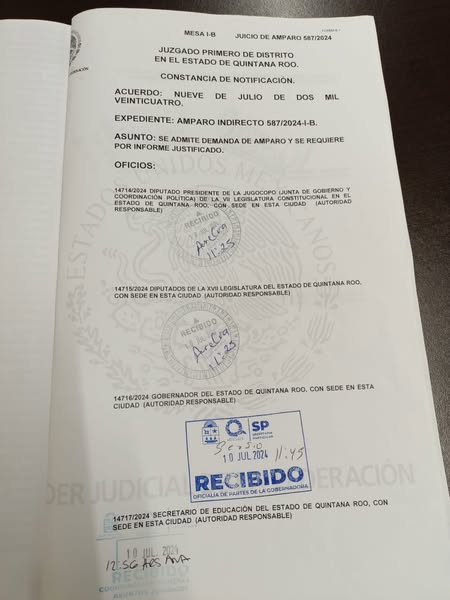 MESA I-B JUICIO DE AMPARO 587/2024
JUZGADO PRIMERO DE DISTRITO
EN EL ESTADO DE QUINTANA ROO.
CONSTANCIA DE NOTIFICACIÓN.
ACUERDO: NUEVE DE JULIO DE DOS MIL
VEINTICUATRO.
EXPEDIENTE: AMPARO INDIRECTO 587/2024-I-B.
ASUNTO: SE ADMITE DEMANDA DE AMPARO Y SE REQUIERE
POR INFORME JUSTIFICADO.
OFICIOS:
14714/2024 DIPUTADO PRESIDENTE DE LA JUGOCOPO (JUNTA DE GOBIERNO Y
COORDINACIÓN POLÍTICA) DE LA VII LEGISLATURA CONSTITUCIONAL EN EL
ESTADO DE QUINTANA ROO, CON SEDE EN ESTA CIUDAD (AUTORIDAD
RESPONSABLE)
RECIBIDO
11:25
14715/2024 DIPUTADOS DE LA XVII LEGISLATURA DEL ESTADO DE QUINTANA ROO,
CON SEDE EN ESTA CIUDAD (AUTORIDAD RESPONSABLE)
RECIBIDO
11:25
14716/2024 GOBERNADOR DEL ESTADO DE QUINTANA ROO, CON SEDE EN ESTA
CIUDAD (AUTORIDAD RESPONSABLE)
SP
10 JUL 2024 11:45
RECIBIDO
OFICIALIA DE PARTES DE LA GOBERNADORA
14717/2024 SECRETARIO DE EDUCACIÓN DEL ESTADO DE QUINTANA ROO, CON
SEDE EN ESTA CIUDAD (AUTORIDAD RESPONSABLE)
10 JUL. 2024
12:56
RECIBIDO